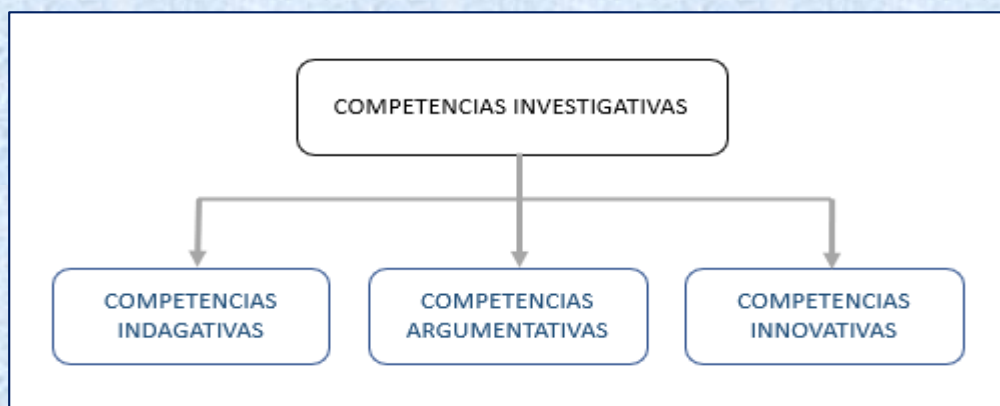 COMPETENCIAS INVESTIGATIVAS
COMPETENCIAS
INDAGATIVAS
COMPETENCIAS
ARGUMENTATIVAS
COMPETENCIAS
INNOVATIVAS